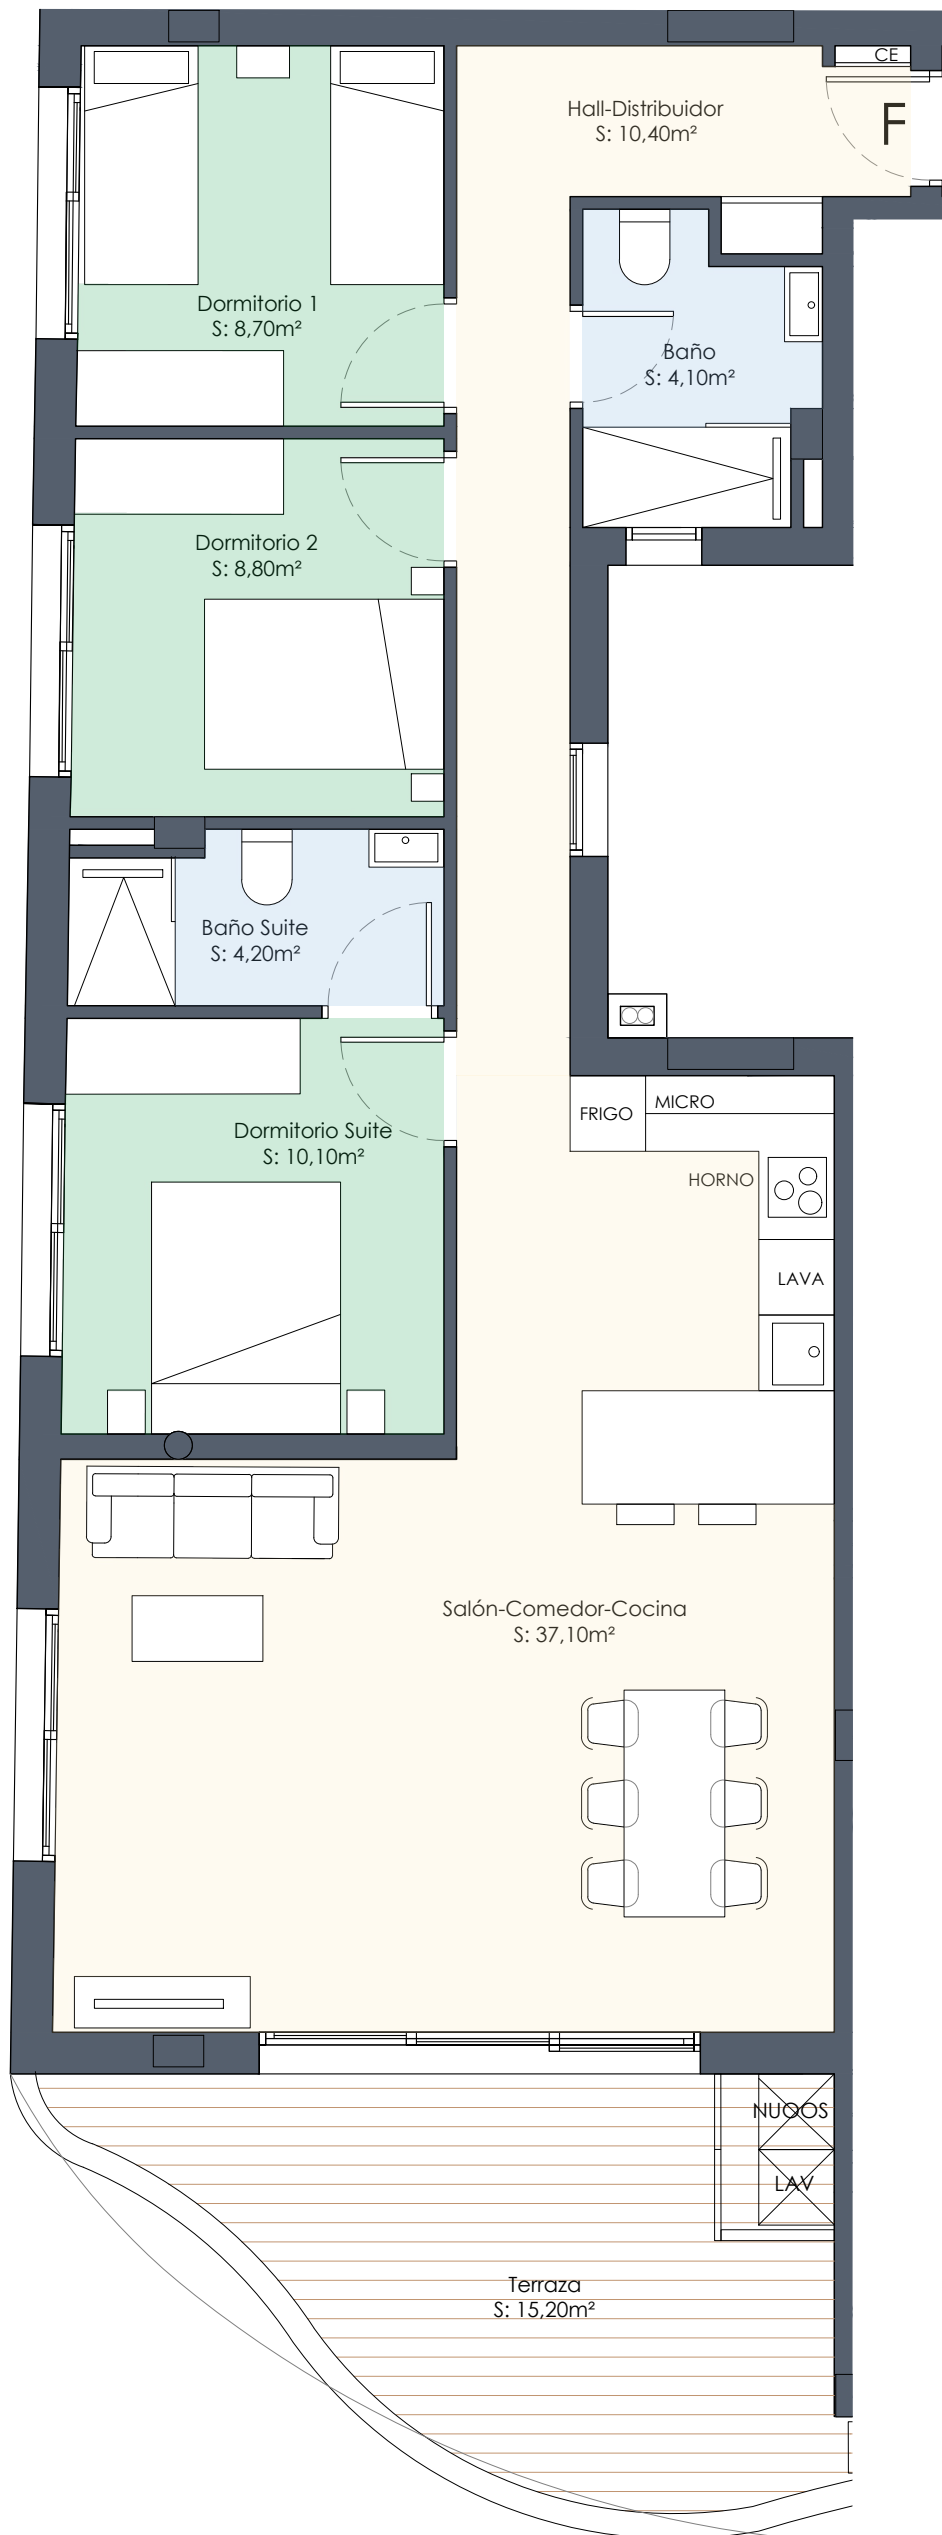 CE
Hall-Distribuidor
S: 10,40m²
F
Dormitorio 1
S: 8,70m²
Baño
S: 4,10m²
Dormitorio 2
S: 8,80m²
Baño Suite
S: 4,20m²
FRIGO
MICRO
Dormitorio Suite
S: 10,10m²
HORNO
LAVA
Salón-Comedor-Cocina
S: 37,10m²
NUOOS
LAV
Terraza
S: 15,20m²